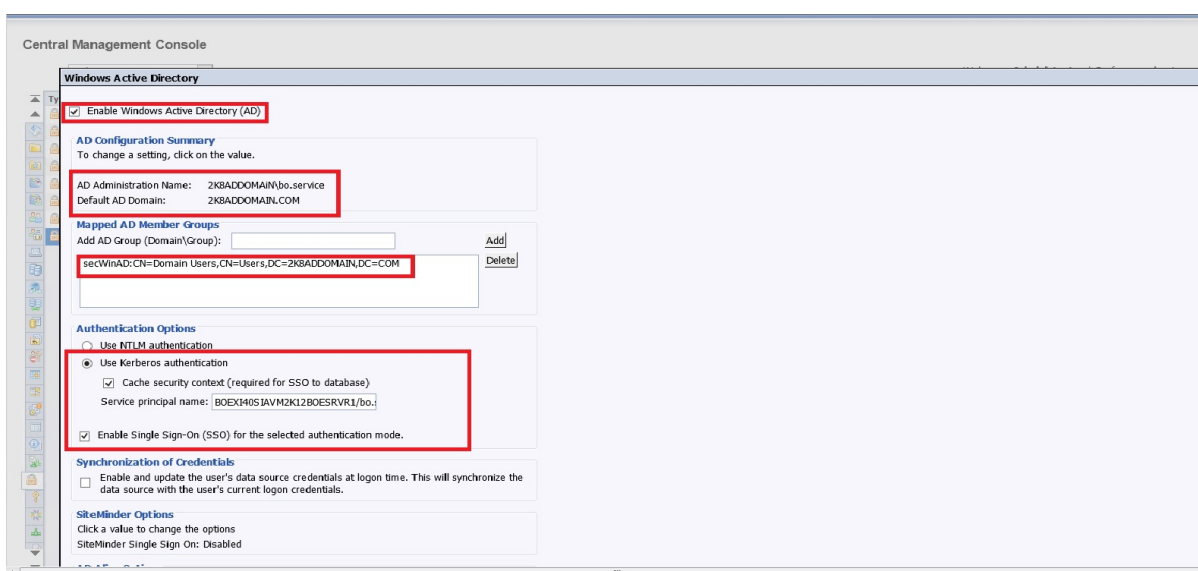 Central Management Console
Windows Active Directory
Ty
Enable Windows Active Directory (AD)
AD Configuration Summary
To change a setting, click on the value.
AD Administration Name: 2K8ADDOMAIN\bo.service
Default AD Domain: 2K8ADDOMAIN.COM
Mapped AD Member Groups
Add AD Group (Domain\Group): Add
secWinAD:CN=Domain Users,CN=Users,DC=2K8ADDOMAIN,DC=COM Delete
Authentication Options
Use NTLM authentication
Use Kerberos authentication
Cache security context (required for SSO to database)
Service principal name: BOEXI40SIAVM2K12BOESRVR1/bo.
Enable Single Sign-On (SSO) for the selected authentication mode.
Synchronization of Credentials
Enable and update the user's data source credentials at logon time. This will synchronize the
data source with the user's current logon credentials.
SiteMinder Options
Click a value to change the options
SiteMinder Single Sign On: Disabled